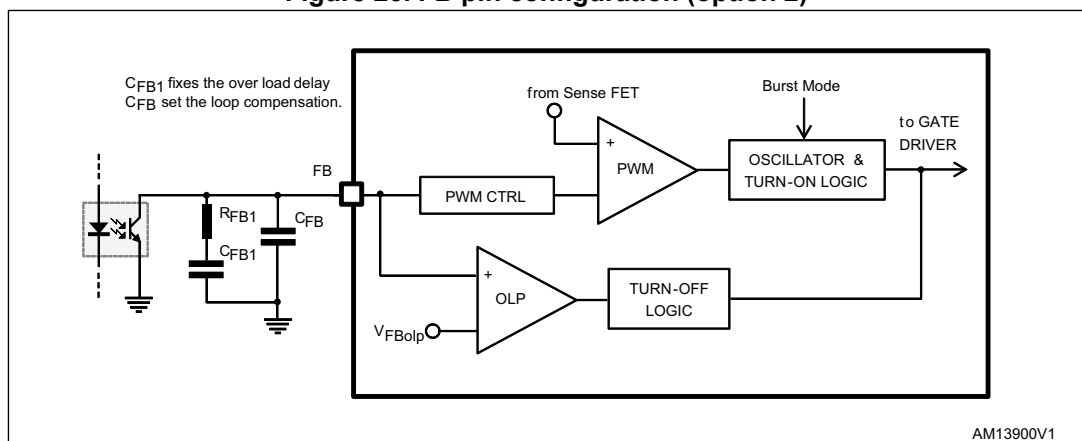 Figure 26. FB pin configuration (option 2)
CFB1 fixes the over load delay
CFB set the loop compensation.
from Sense FET
Burst Mode
to GATE
DRIVER
+
PWM
OSCILLATOR &
TURN-ON LOGIC
FB
PWM CTRL
RFB1
CFB
CFB1
+
OLP
TURN-OFF
LOGIC
VFBolp
AM13900V1